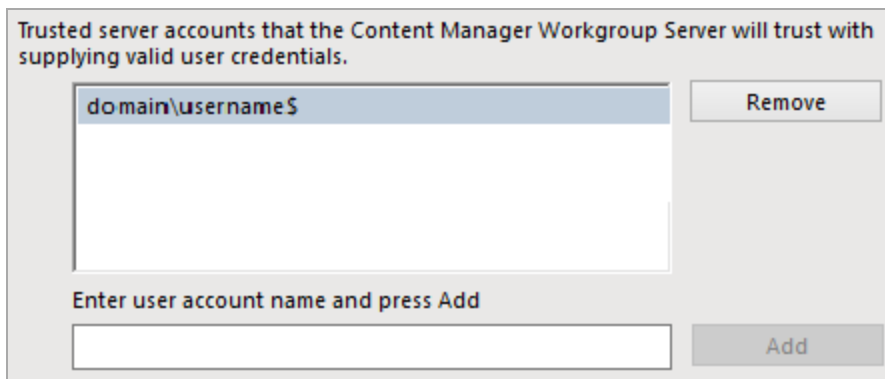 Trusted server accounts that the Content Manager Workgroup Server will trust with
supplying valid user credentials.
domain\username$
Remove
Enter user account name and press Add
Add